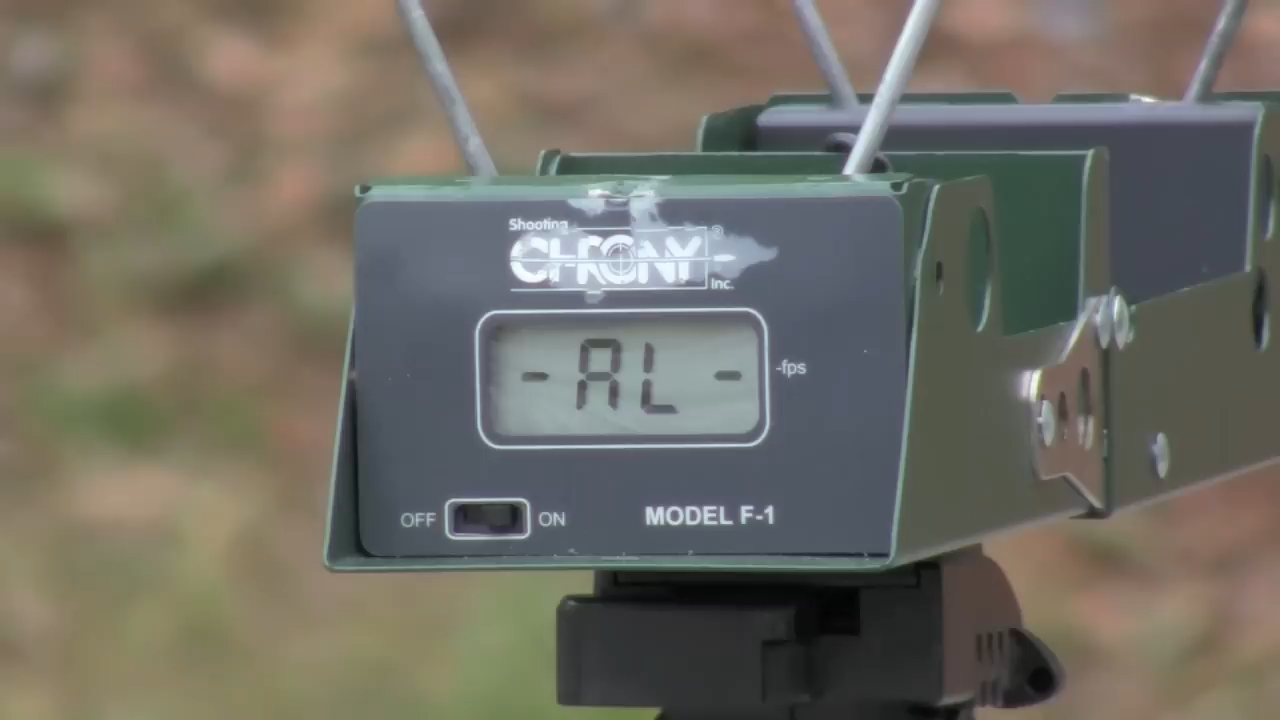 Shooting
CHRONY®
Inc.
- AL -
-fps
OFF ON
MODEL F-1